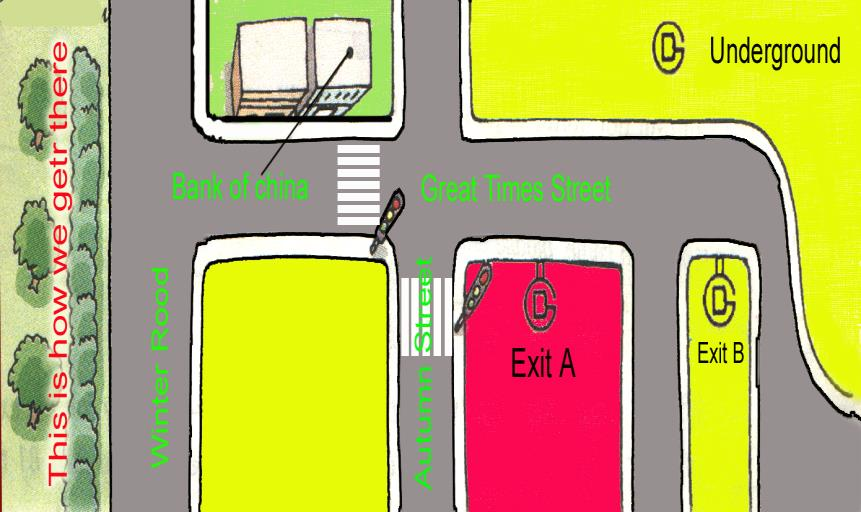 This is how we getr there
Underground
Bank of china
Great Times Street
Winter Rood
Autumn Street
Exit A
Exit B